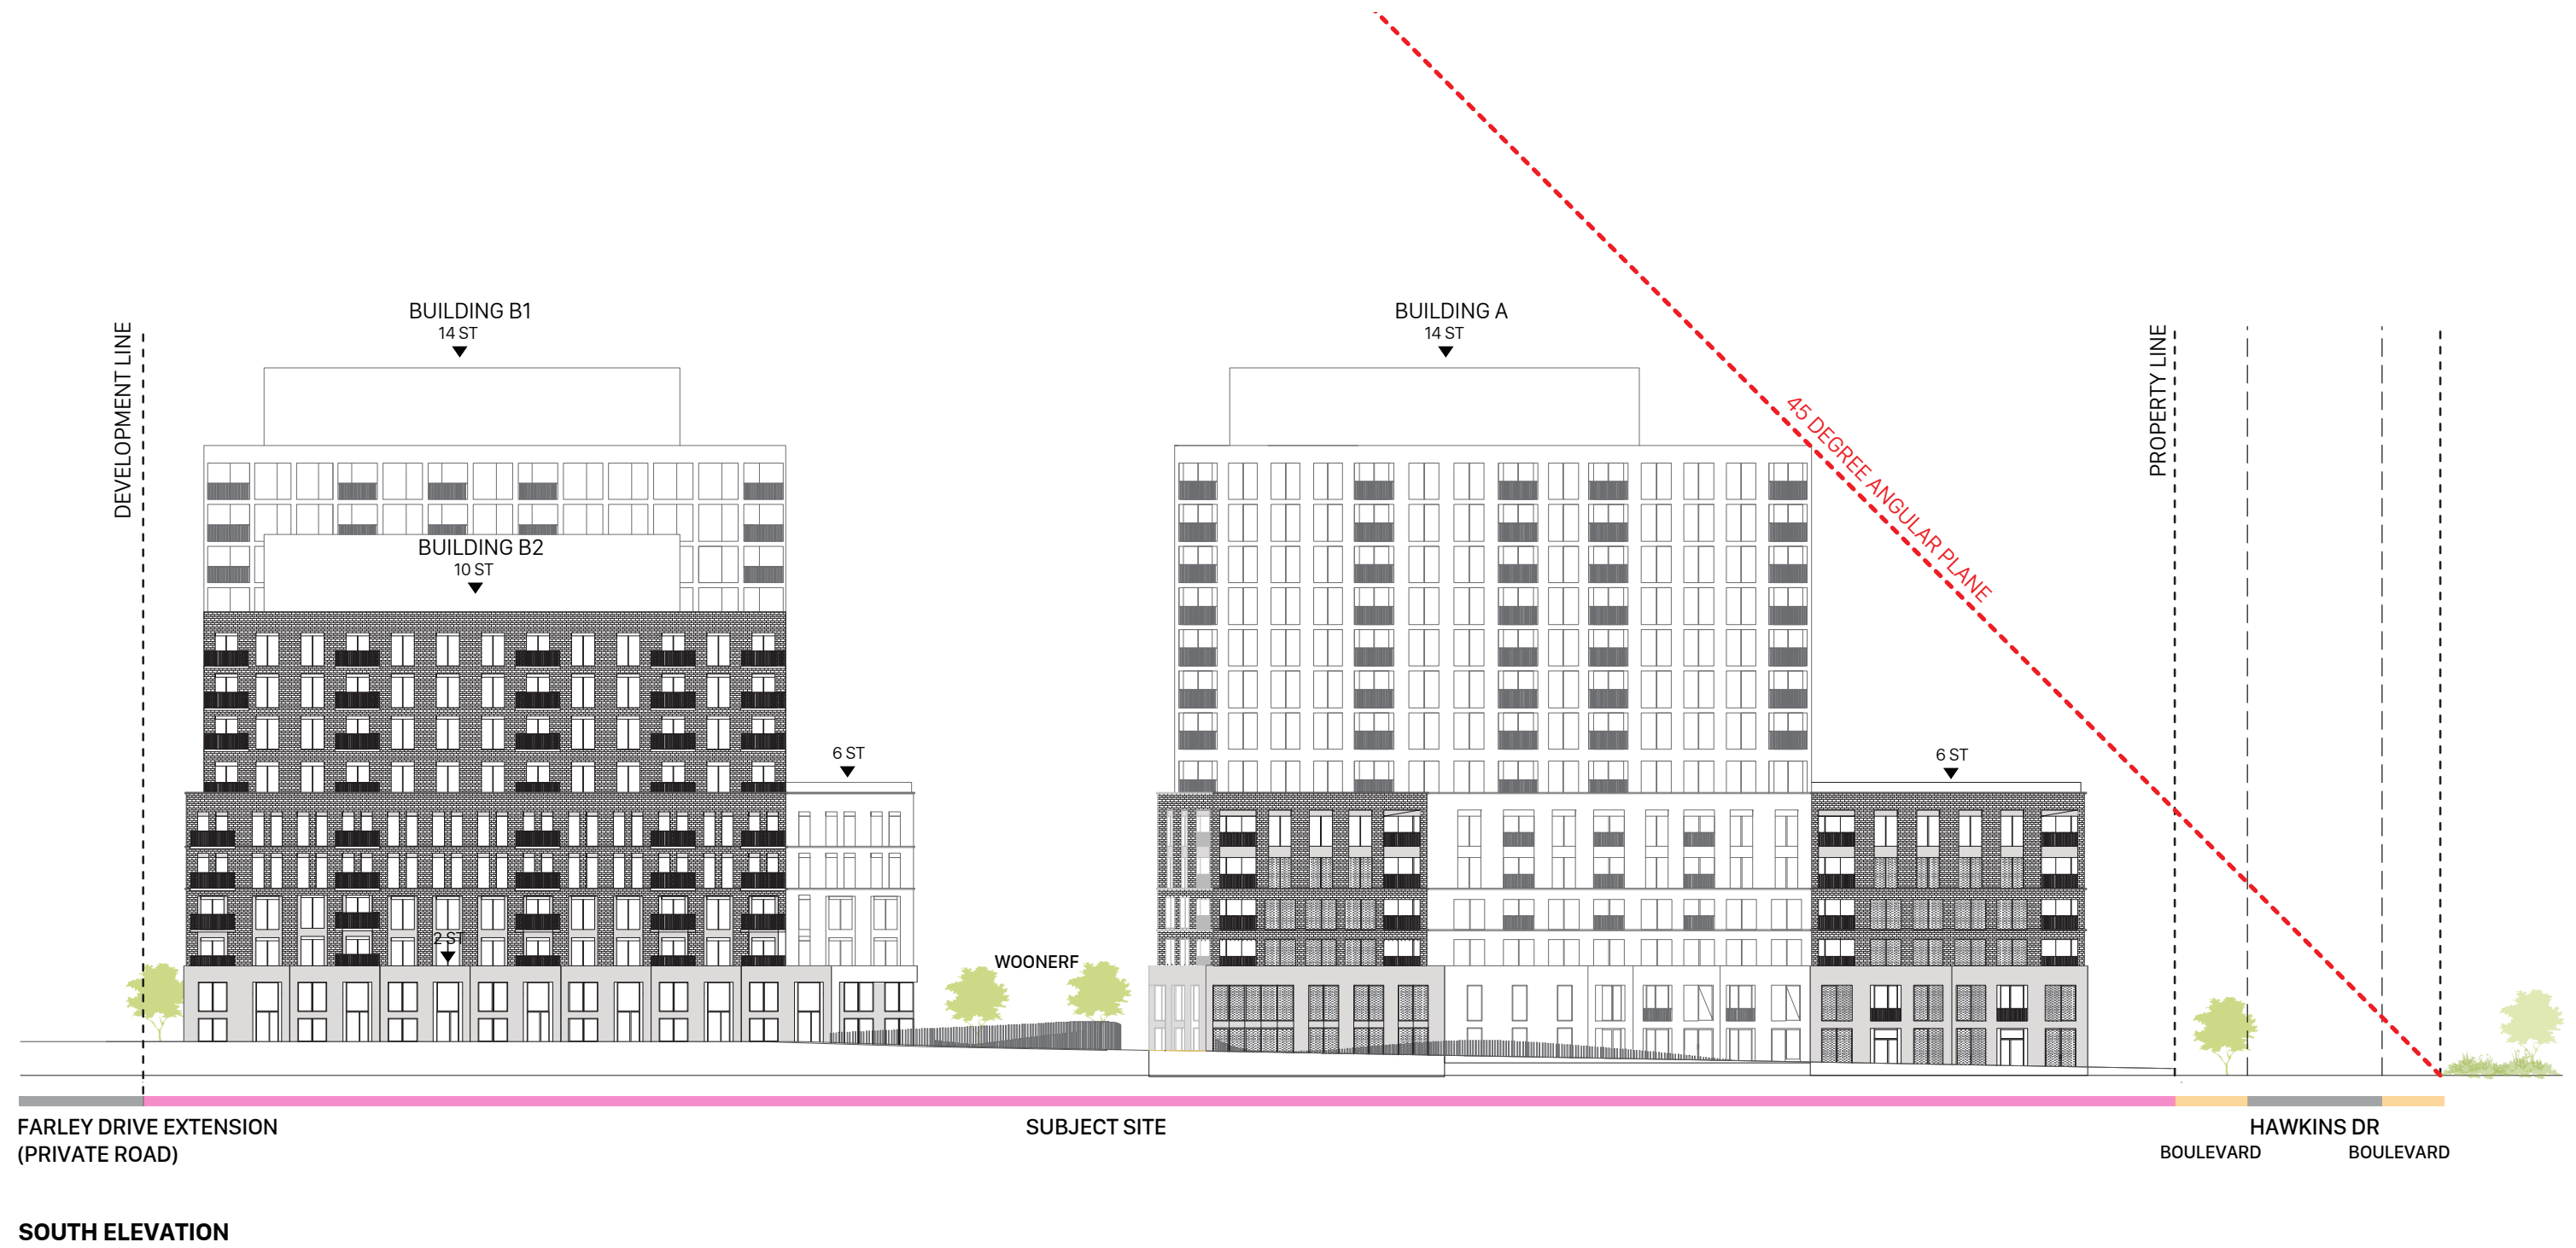 BUILDING B1
14 ST
BUILDING A
14 ST
DEVELOPMENT LINE
PROPERTY LINE
45 DEGREE ANGULAR PLANE
BUILDING B2
10 ST
6 ST
6 ST
2 ST
WOONERF
FARLEY DRIVE EXTENSION
(PRIVATE ROAD)
SUBJECT SITE
HAWKINS DR
BOULEVARD
BOULEVARD
SOUTH ELEVATION